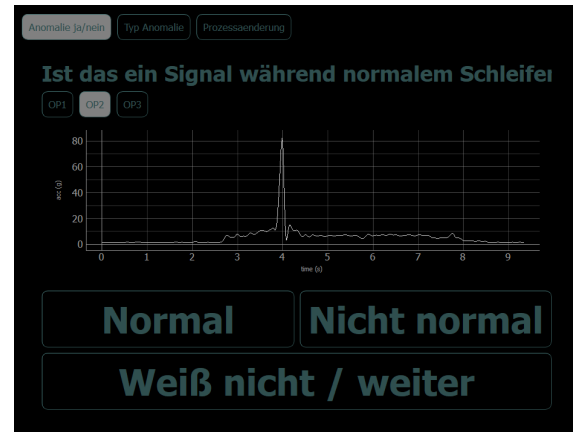 Anomalie ja/nein Typ Anomalie Prozessaenderung
Ist das ein Signal während normalem Schleifen
OP1 OP2 OP3
80
60
40
20
0
acc (g)
0 1 2 3 4 5 6 7 8 9
time (s)
Normal Nicht normal
Weiß nicht / weiter